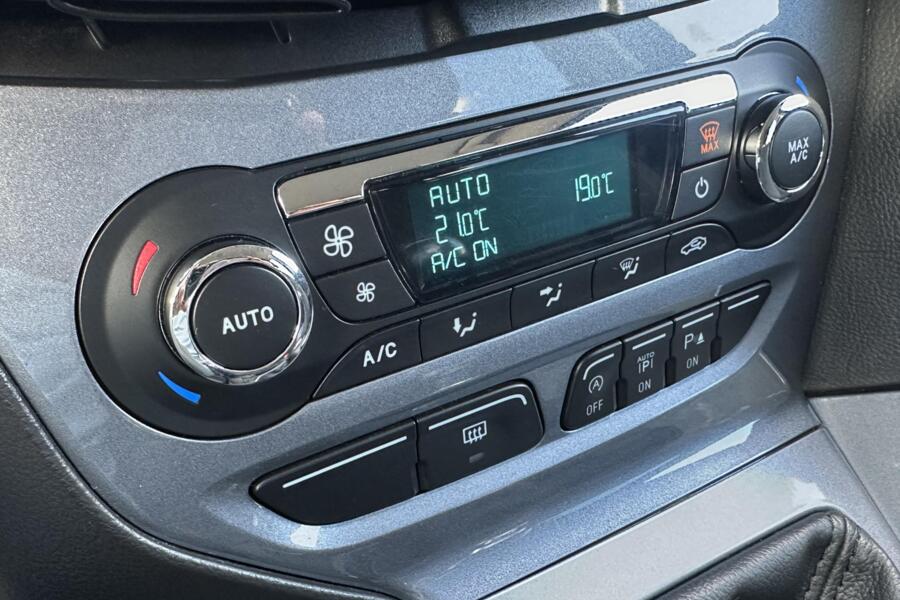 AUTO
21.0°C
A/C ON
19.0°C
MAX
MAX
A/C
AUTO
A/C
A
OFF
AUTO
P
ON
P
ON